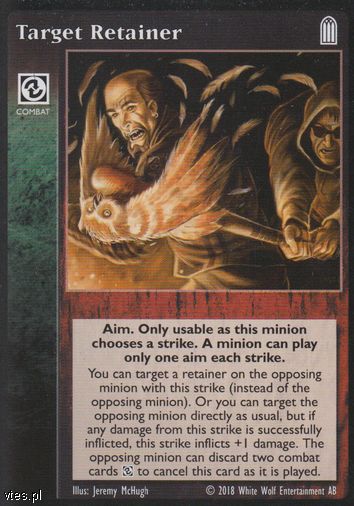 Target Retainer
COMBAT
Aim. Only usable as this minion
chooses a strike. A minion can play
only one aim each strike.
You can target a retainer on the opposing
minion with this strike (instead of the
opposing minion). Or you can target the
opposing minion directly as usual, but if
any damage from this strike is successfully
inflicted, this strike inflicts +1 damage. The
opposing minion can discard two combat
cards to cancel this card as it is played.
Illus: Jeremy McHugh © 2018 White Wolf Entertainment AB
vtes.pl